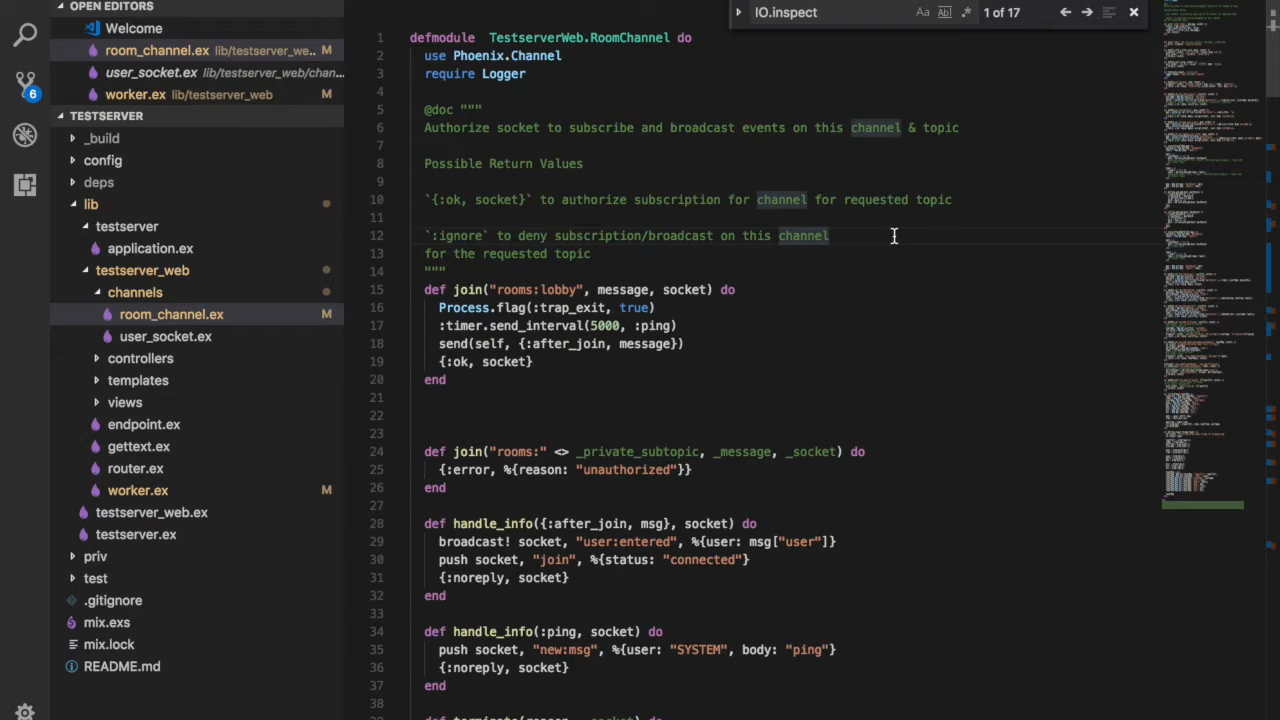 OPEN EDITORS
Welcome
room_channel.ex lib/testserver_we... M
user_socket.ex lib/testserver_web/chan...
worker.ex lib/testserver_web M
6
TESTSERVER
_build
config
deps
lib
testserver
application.ex
testserver_web
channels
room_channel.ex M
user_socket.ex
controllers
templates
views
endpoint.ex
gettext.ex
router.ex
worker.ex M
testserver_web.ex
testserver.ex
priv
test
.gitignore
mix.exs
mix.lock
README.md
IO.inspect Aa Abl .* 1 of 17
1 defmodule TestserverWeb.RoomChannel do
2 use Phoenix.Channel
3 require Logger
4
5 @doc """
6 Authorize socket to subscribe and broadcast events on this channel & topic
7
8 Possible Return Values
9
10 `{:ok, socket}` to authorize subscription for channel for requested topic
11
12 `:ignore` to deny subscription/broadcast on this channel
13 for the requested topic
14 """
15 def join("rooms:lobby", message, socket) do
16 Process.flag(:trap_exit, true)
17 :timer.send_interval(5000, :ping)
18 send(self, {:after_join, message})
19 {:ok, socket}
20 end
21
22
23
24 def join("rooms:" <> _private_subtopic, _message, _socket) do
25 {:error, %{reason: "unauthorized"}}
26 end
27
28 def handle_info({:after_join, msg}, socket) do
29 broadcast! socket, "user:entered", %{user: msg["user"]}
30 push socket, "join", %{status: "connected"}
31 {:noreply, socket}
32 end
33
34 def handle_info(:ping, socket) do
35 push socket, "new:msg", %{user: "SYSTEM", body: "ping"}
36 {:noreply, socket}
37 end
38